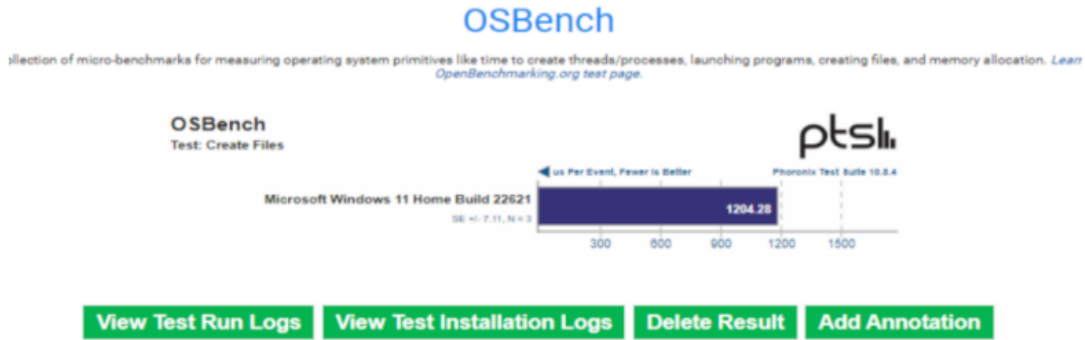 OSBench
ollection of micro-benchmarks for measuring operating system primitives like time to create threads/processes, launching programs, creating files, and memory allocation. Lear
OpenBenchmarking.org test page.
OSBench
Test: Create Files
ptsl
us Per Event, Fewer is Better
Phoronix Test Suite 10.8.4
Microsoft Windows 11 Home Build 22621
1204.28
SE +/- 7.11, N = 3
300 600 900 1200 1500
View Test Run Logs View Test Installation Logs Delete Result Add Annotation